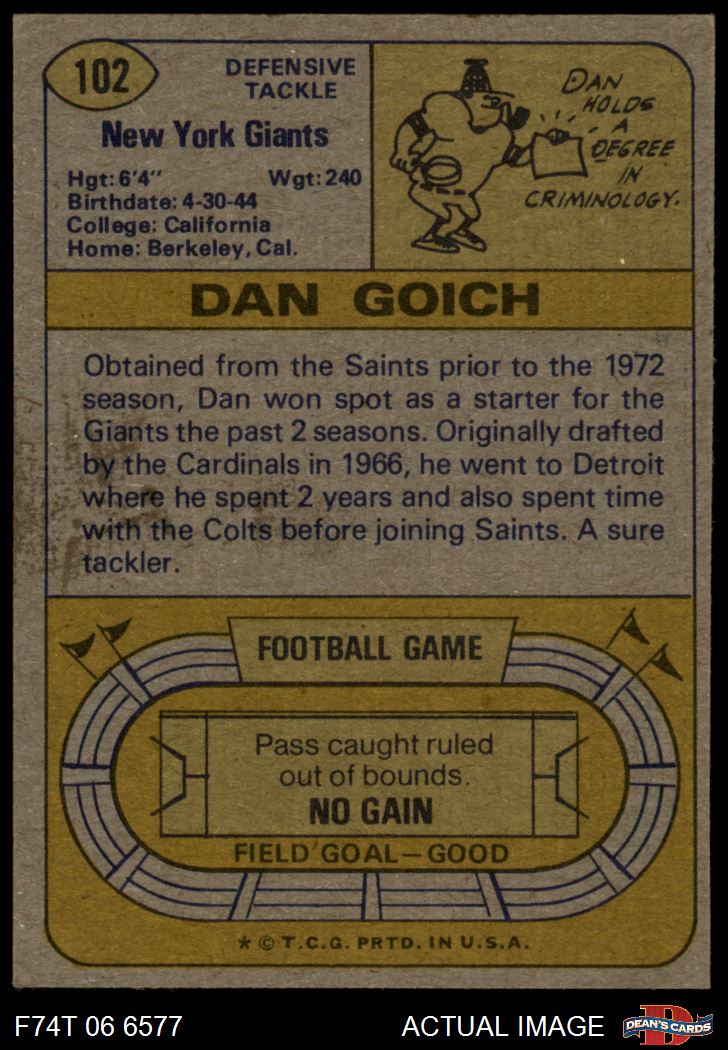 102
DEFENSIVE
TACKLE
New York Giants
Hgt: 6'4" Wgt: 240
Birthdate: 4-30-44
College: California
Home: Berkeley, Cal.
DAN
HOLDS
A
DEGREE
IN
CRIMINOLOGY.
DAN GOICH
Obtained from the Saints prior to the 1972
season, Dan won spot as a starter for the
Giants the past 2 seasons. Originally drafted
by the Cardinals in 1966, he went to Detroit
where he spent 2 years and also spent time
with the Colts before joining Saints. A sure
tackler.
FOOTBALL GAME
Pass caught ruled
out of bounds.
NO GAIN
FIELD GOAL—GOOD
* © T.C.G. PRTD. IN U.S.A.
F74T 06 6577 ACTUAL IMAGE D DEAN'S CARDS